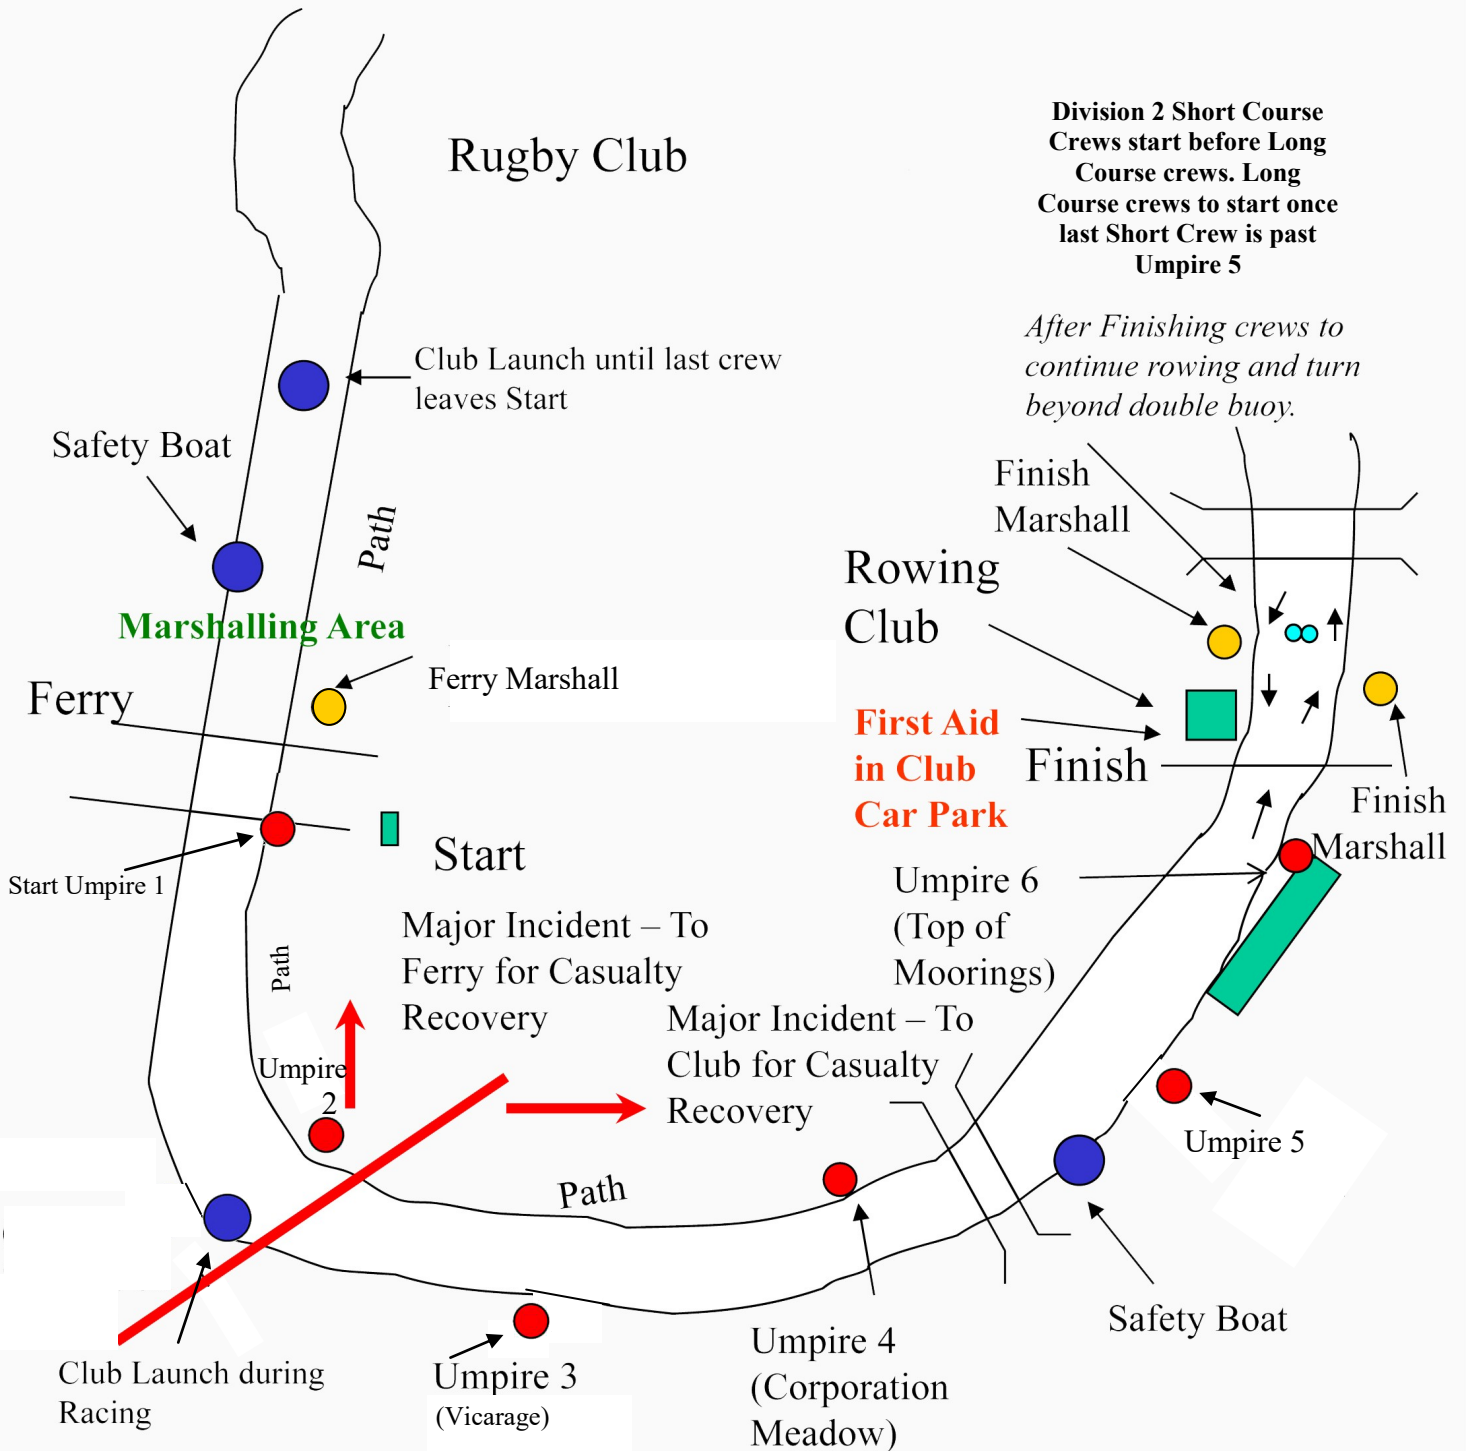 Rugby Club
Division 2 Short Course
Crews start before Long
Course crews. Long
Course crews to start once
last Short Crew is past
Umpire 5
After Finishing crews to
continue rowing and turn
beyond double buoy.
Club Launch until last crew
leaves Start
Safety Boat
Path
Marshalling Area
Ferry
Ferry Marshall
Finish
Marshall
Rowing
Club
First Aid
in Club
Car Park
Finish
Finish
Marshall
Start Umpire 1
Start
Umpire 6
(Top of
Moorings)
Major Incident – To
Ferry for Casualty
Recovery
Path
Major Incident – To
Club for Casualty
Recovery
Umpire
2
Umpire 5
Path
Safety Boat
Club Launch during
Racing
Umpire 3
(Vicarage)
Umpire 4
(Corporation
Meadow)